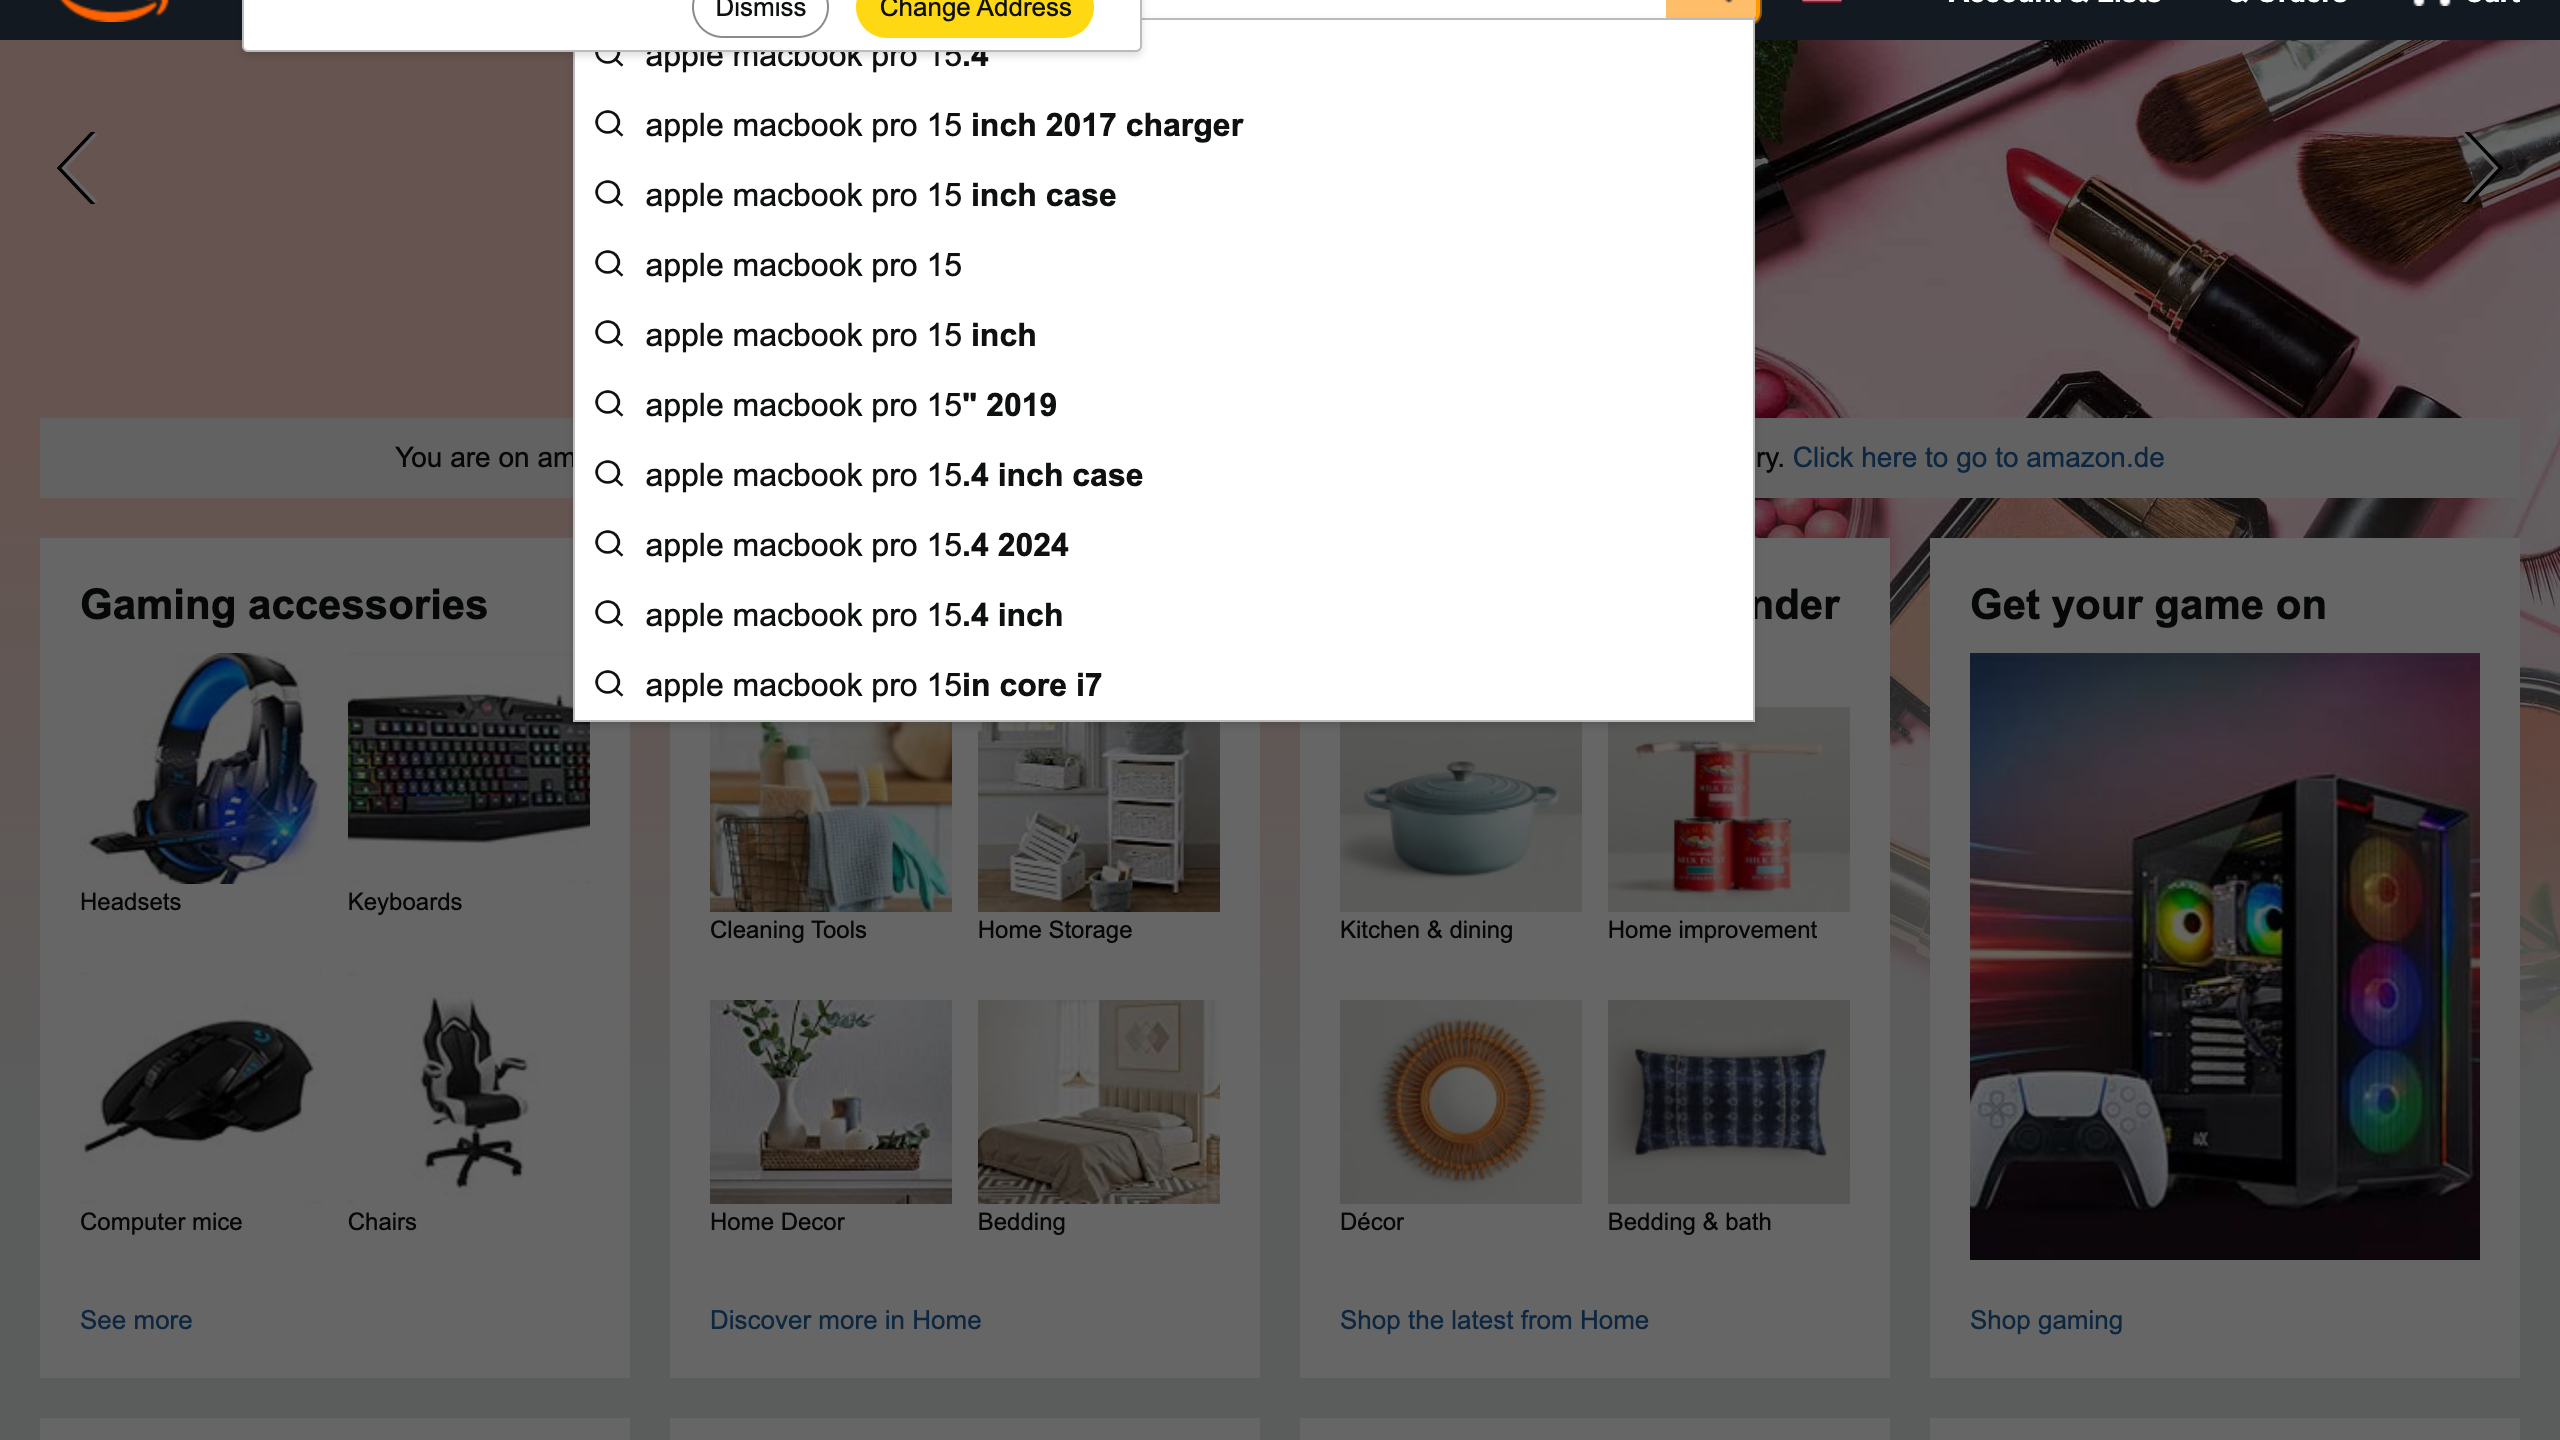 Dismiss
Change Address
Account & Lists
& Orders
Cart
apple macbook pro 15.4
apple macbook pro 15 inch 2017 charger
apple macbook pro 15 inch case
apple macbook pro 15
apple macbook pro 15 inch
apple macbook pro 15" 2019
You are on am
ry. Click here to go to amazon.de
apple macbook pro 15.4 inch case
apple macbook pro 15.4 2024
apple macbook pro 15.4 inch
apple macbook pro 15in core i7
Gaming accessories
nder
Get your game on
Headsets
Keyboards
Cleaning Tools
Home Storage
Kitchen & dining
Home improvement
Computer mice
Chairs
Home Decor
Bedding
Décor
Bedding & bath
See more
Discover more in Home
Shop the latest from Home
Shop gaming